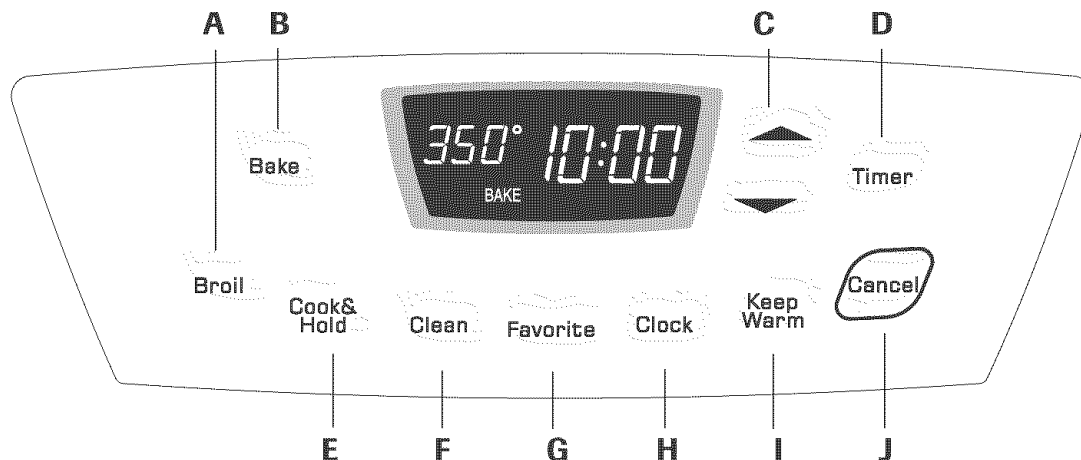 A B C D
350° 10:00
BAKE
Bake
Timer
Broil
Cook&
Hold
Clean
Favorite
Clock
Keep
Warm
Cancel
E F G H I J